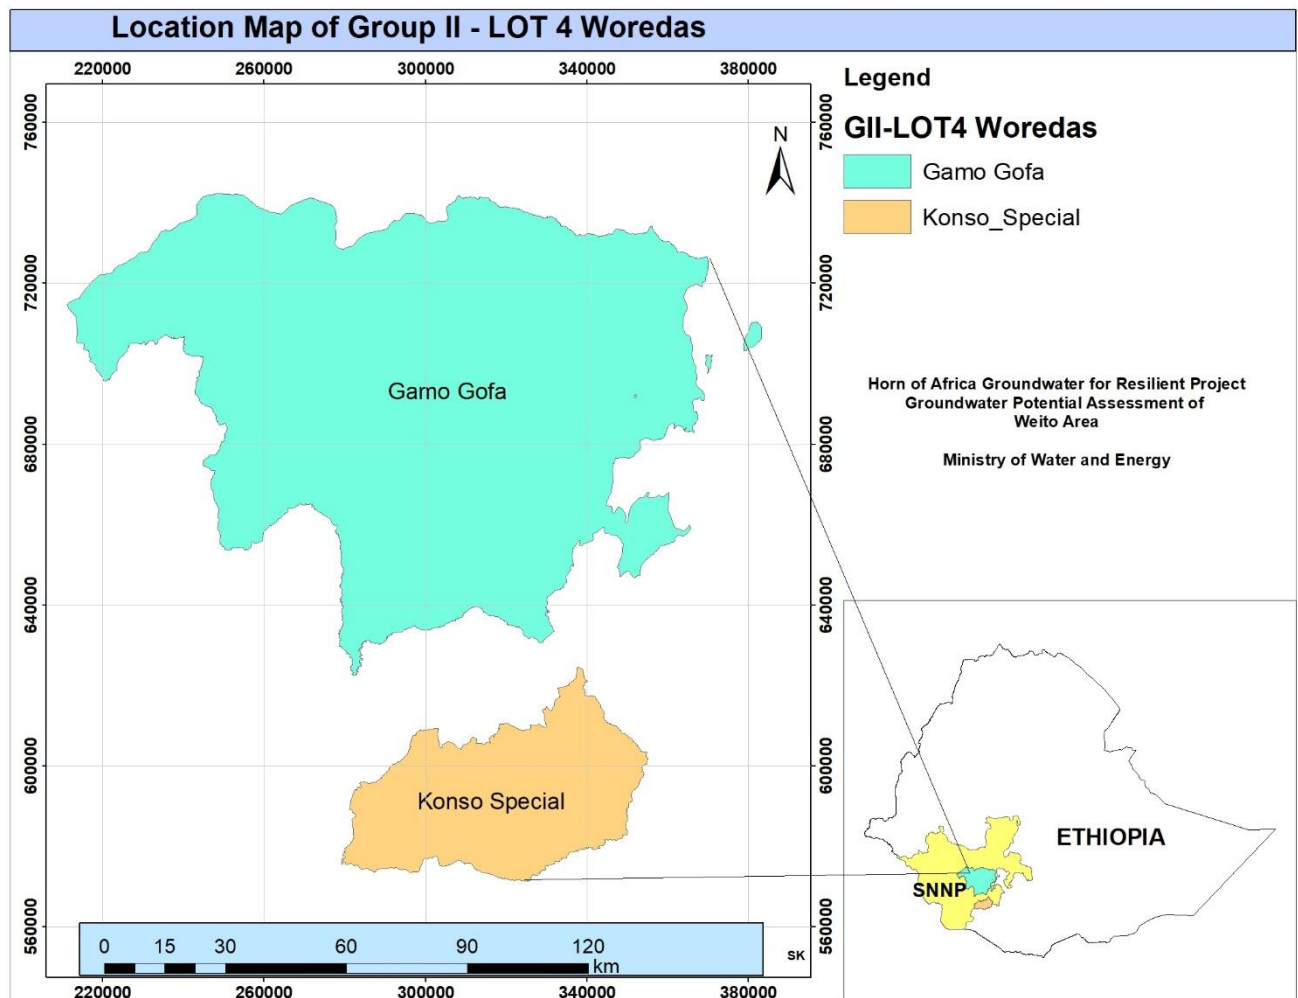 Location Map of Group II - LOT 4 Woredas
220000 260000 300000 340000 380000
760000
720000
680000
640000
600000
560000
760000
720000
680000
640000
600000
560000
N
Gamo Gofa
Konso Special
0 15 30 60 90 120
km
SK
220000 260000 300000 340000 380000
Legend
GII-LOT4 Woredas
Gamo Gofa
Konso_Special
Horn of Africa Groundwater for Resilient Project
Groundwater Potential Assessment of
Weito Area
Ministry of Water and Energy
ETHIOPIA
SNNP